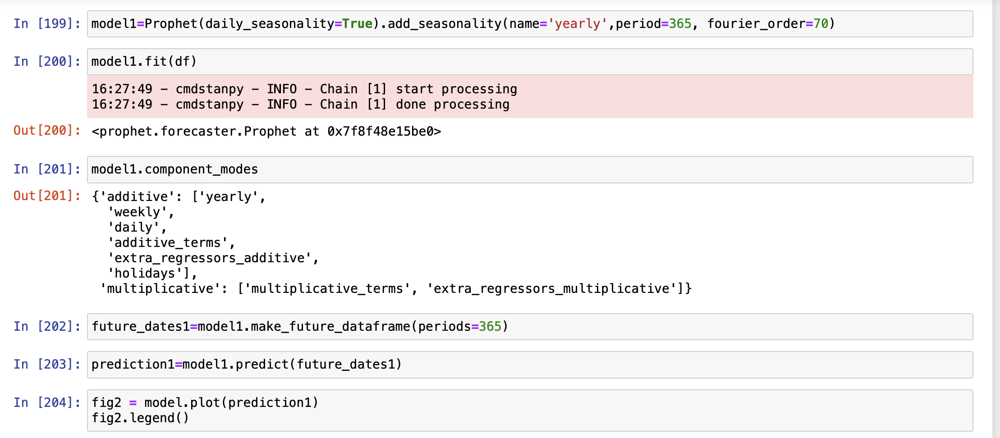 In [199]: model1=Prophet(daily_seasonality=True).add_seasonality(name='yearly',period=365, fourier_order=70)
In [200]: model1.fit(df)
16:27:49 - cmdstanpy - INFO - Chain [1] start processing
16:27:49 - cmdstanpy - INFO - Chain [1] done processing
Out[200]: <prophet.forecaster.Prophet at 0x7f8f48e15be0>
In [201]: model1.component_modes
Out[201]: {'additive': ['yearly',
'weekly',
'daily',
'additive_terms',
'extra_regressors_additive',
'holidays'],
'multiplicative': ['multiplicative_terms', 'extra_regressors_multiplicative']}
In [202]: future_dates1=model1.make_future_dataframe(periods=365)
In [203]: prediction1=model1.predict(future_dates1)
In [204]: fig2 = model.plot(prediction1)
fig2.legend()